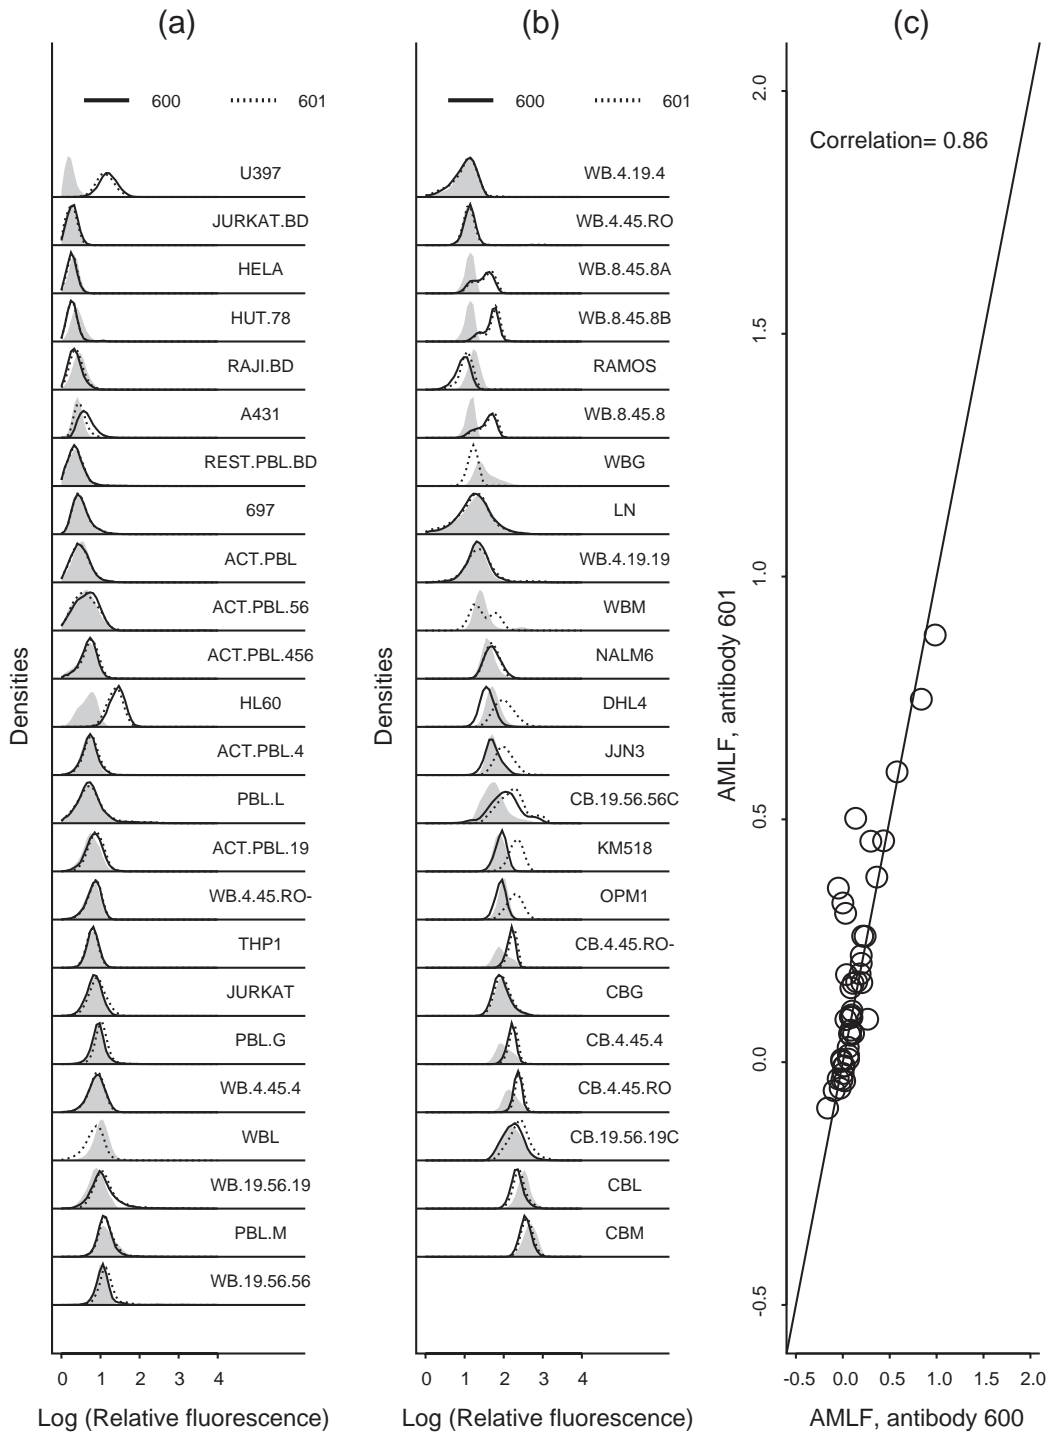 (a)
600 601
U397
JURKAT.BD
HELA
HUT.78
RAJI.BD
A431
REST.PBL.BD
697
ACT.PBL
ACT.PBL.56
ACT.PBL.456
HL60
ACT.PBL.4
PBL.L
ACT.PBL.19
WB.4.45.RO-
THP1
JURKAT
PBL.G
WB.4.45.4
WBL
WB.19.56.19
PBL.M
WB.19.56.56
Densities
0 1 2 3 4
Log (Relative fluorescence)
(b)
600 601
WB.4.19.4
WB.4.45.RO
WB.8.45.8A
WB.8.45.8B
RAMOS
WB.8.45.8
WBG
LN
WB.4.19.19
WBM
NALM6
DHL4
JJN3
CB.19.56.56C
KM518
OPM1
CB.4.45.RO-
CBG
CB.4.45.4
CB.4.45.RO
CB.19.56.19C
CBL
CBM
Densities
0 1 2 3 4
Log (Relative fluorescence)
(c)
Correlation= 0.86
2.0
1.5
1.0
0.5
0.0
-0.5
AMLF, antibody 601
-0.5 0.0 0.5 1.0 1.5 2.0
AMLF, antibody 600